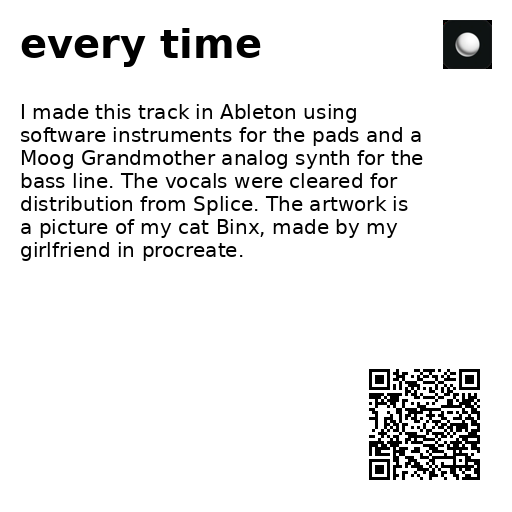 every time
I made this track in Ableton using
software instruments for the pads and a
Moog Grandmother analog synth for the
bass line. The vocals were cleared for
distribution from Splice. The artwork is
a picture of my cat Binx, made by my
girlfriend in procreate.